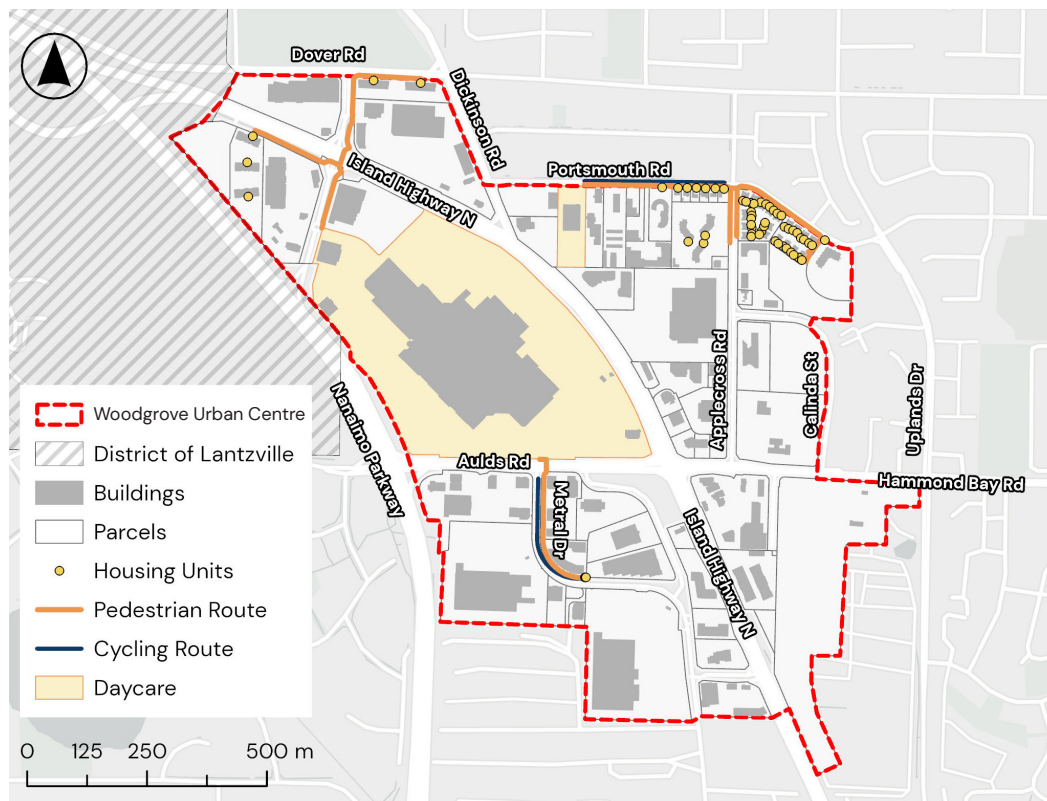 Dover Rd
Dickinson Rd
Portsmouth Rd
Island Highway N
Applecross Rd
Calinda St
Uplands Dr
Nanaimo Parkway
Aulds Rd
Hammond Bay Rd
Metral Dr
Island Highway N
Woodgrove Urban Centre
District of Lantzville
Buildings
Parcels
Housing Units
Pedestrian Route
Cycling Route
Daycare
0 125 250 500 m